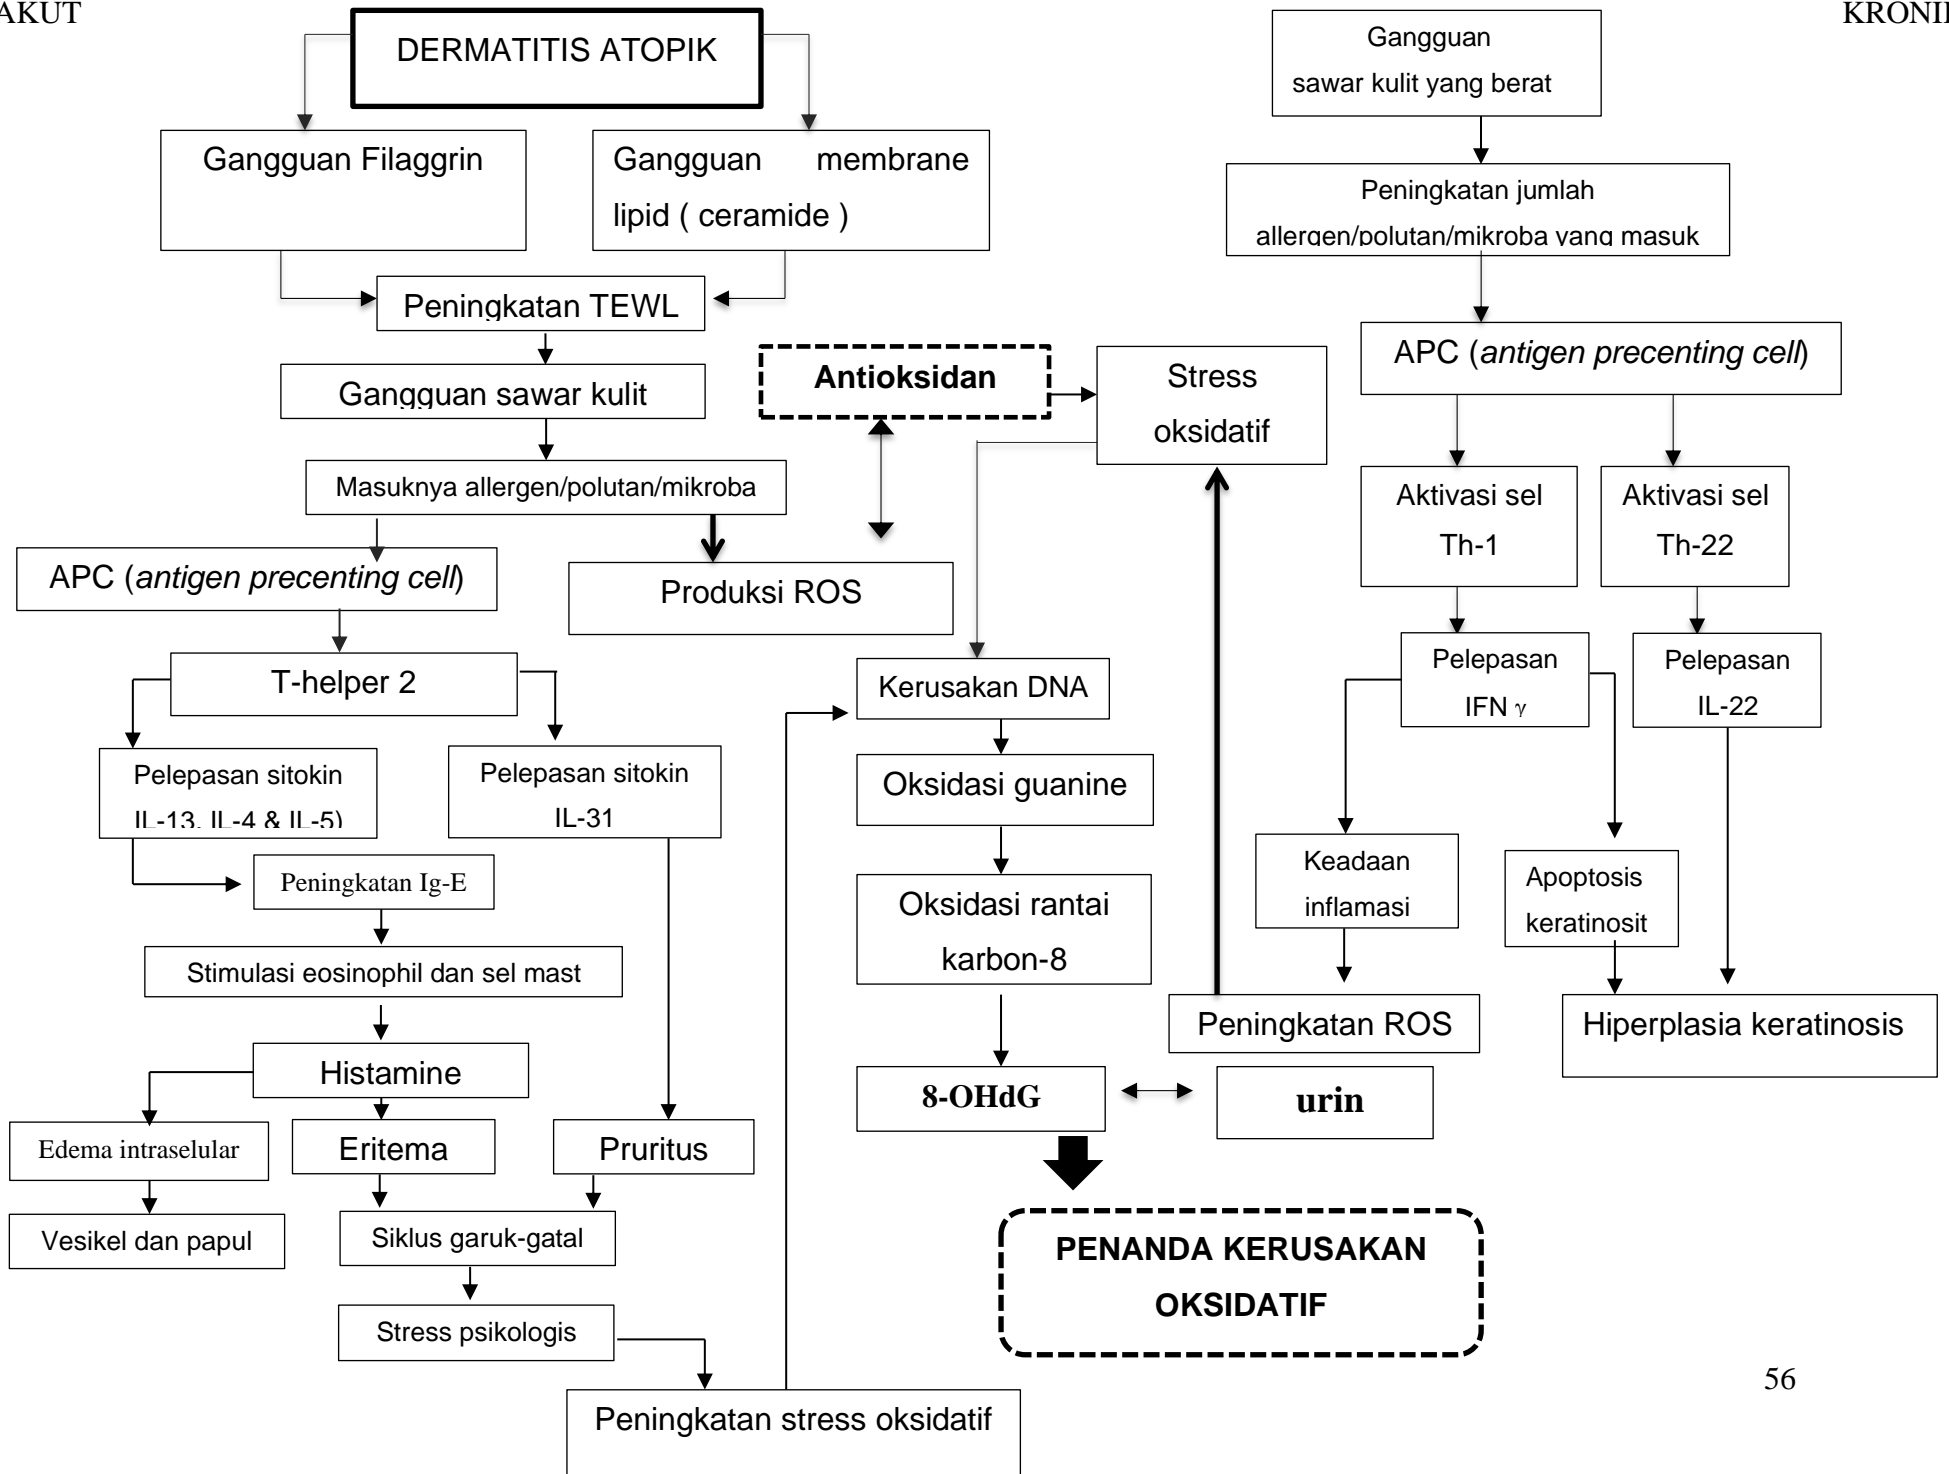 AKUT
KRONI
DERMATITIS ATOPIK
Gangguan Filaggrin
Gangguan membrane
lipid ( ceramide )
Peningkatan TEWL
Gangguan sawar kulit
Masuknya allergen/polutan/mikroba
APC (antigen precenting cell)
Produksi ROS
T-helper 2
Pelepasan sitokin
IL-13, IL-4 & IL-5)
Pelepasan sitokin
IL-31
Peningkatan Ig-E
Stimulasi eosinophil dan sel mast
Histamine
Edema intraselular
Eritema
Pruritus
Vesikel dan papul
Siklus garuk-gatal
Stress psikologis
Peningkatan stress oksidatif
Antioksidan
Stress
oksidatif
Kerusakan DNA
Oksidasi guanine
Oksidasi rantai
karbon-8
8-OHdG
urin
PENANDA KERUSAKAN
OKSIDATIF
Gangguan
sawar kulit yang berat
Peningkatan jumlah
allergen/polutan/mikroba yang masuk
APC (antigen precenting cell)
Aktivasi sel
Th-1
Aktivasi sel
Th-22
Pelepasan
IFN γ
Pelepasan
IL-22
Keadaan
inflamasi
Apoptosis
keratinosit
Peningkatan ROS
Hiperplasia keratinosis
56